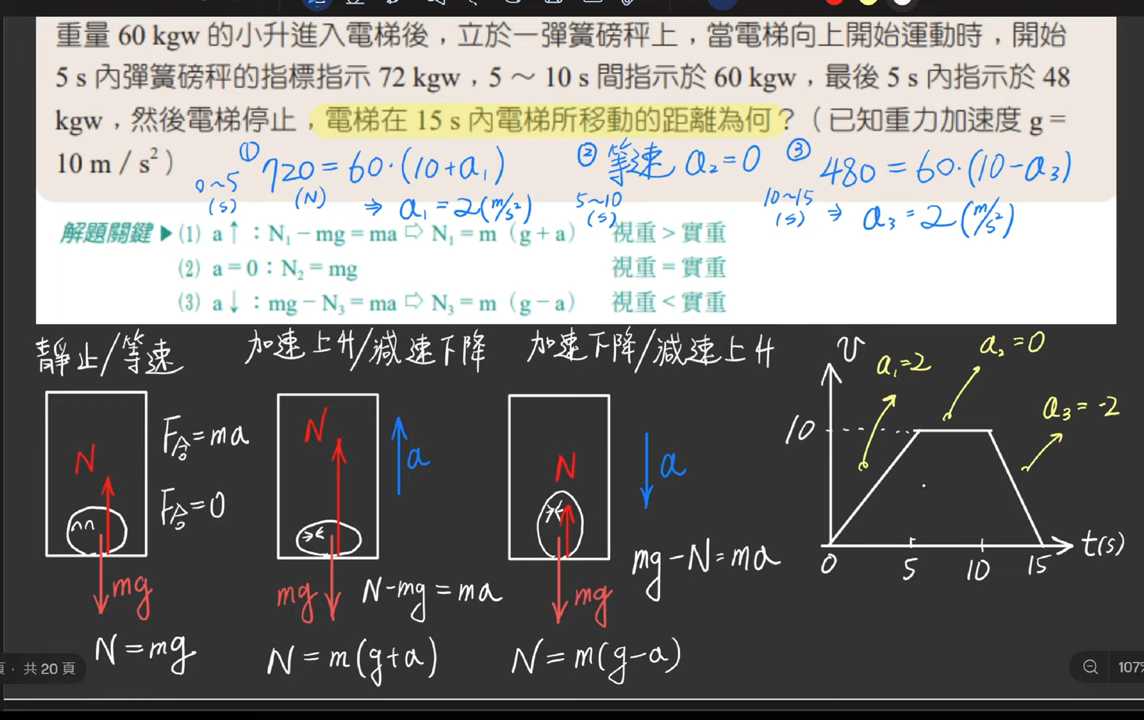 重量 60 kgw 的小升進入電梯後，立於一彈簧磅秤上，當電梯向上開始運動時，開始
5 s 內彈簧磅秤的指標指示 72 kgw，5～10 s 間指示於 60 kgw，最後 5 s 內指示於 48
kgw，然後電梯停止，電梯在 15 s 內電梯所移動的距離為何？（已知重力加速度 g =
10 m / s²）
① 720 = 60·(10+a₁)
0~5 (s)
(N)
⇒ a₁ = 2 (m/s²)
② 等速 a₂ = 0
5~10 (s)
③ 480 = 60·(10-a₃)
10~15 (s)
⇒ a₃ = 2 (m/s²)
解題關鍵▶(1) a↑：N₁－mg＝ma⇨N₁＝m（g＋a） 視重＞實重
(2) a＝0：N₂＝mg 視重＝實重
(3) a↓：mg－N₃＝ma⇨N₃＝m（g－a） 視重＜實重
靜止/等速
N
F合=ma
F合=0
mg
N=mg
加速上升/減速下降
N
a
mg
N-mg=ma
N=m(g+a)
加速下降/減速上升
N
a
mg
mg-N=ma
N=m(g-a)
V
a₁=2
a₂=0
a₃=-2
10
0 5 10 15 t(s)
頁· 共 20 頁
107%